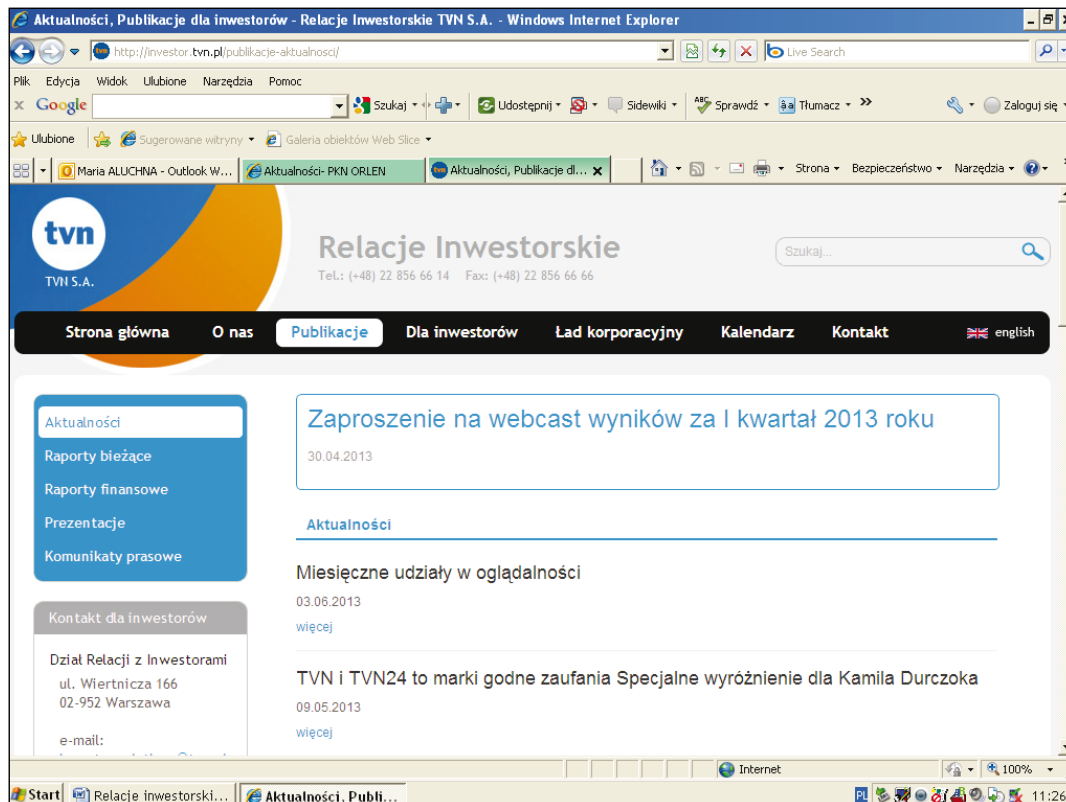 Aktualności, Publikacje dla inwestorów - Relacje Inwestorskie TVN S.A. - Windows Internet Explorer
http://investor.tvn.pl/publikacje-aktualnosci/
Live Search
Plik Edycja Widok Ulubione Narzędzia Pomoc
x Google Szukaj Udostępnij Sidewiki ABC Sprawdź aä Tłumacz >> Zaloguj się
Ulubione Sugerowane witryny Galeria obiektów Web Slice
Maria ALUCHNA - Outlook W... Aktualności- PKN ORLEN Aktualności, Publikacje dl... x Strona Bezpieczeństwo Narzędzia
tvn
TVN S.A.
Relacje Inwestorskie
Tel.: (+48) 22 856 66 14 Fax: (+48) 22 856 66 66
Szukaj...
Strona główna O nas Publikacje Dla inwestorów Ład korporacyjny Kalendarz Kontakt english
Aktualności
Raporty bieżące
Raporty finansowe
Prezentacje
Komunikaty prasowe
Kontakt dla inwestorów
Dział Relacji z Inwestorami
ul. Wiertnicza 166
02-952 Warszawa
e-mail:
Zaproszenie na webcast wyników za I kwartał 2013 roku
30.04.2013
Aktualności
Miesięczne udziały w oglądalności
03.06.2013
więcej
TVN i TVN24 to marki godne zaufania Specjalne wyróżnienie dla Kamila Durczoka
09.05.2013
więcej
Internet 100%
Start Relacje inwestorski... Aktualności, Publi... PL 11:26